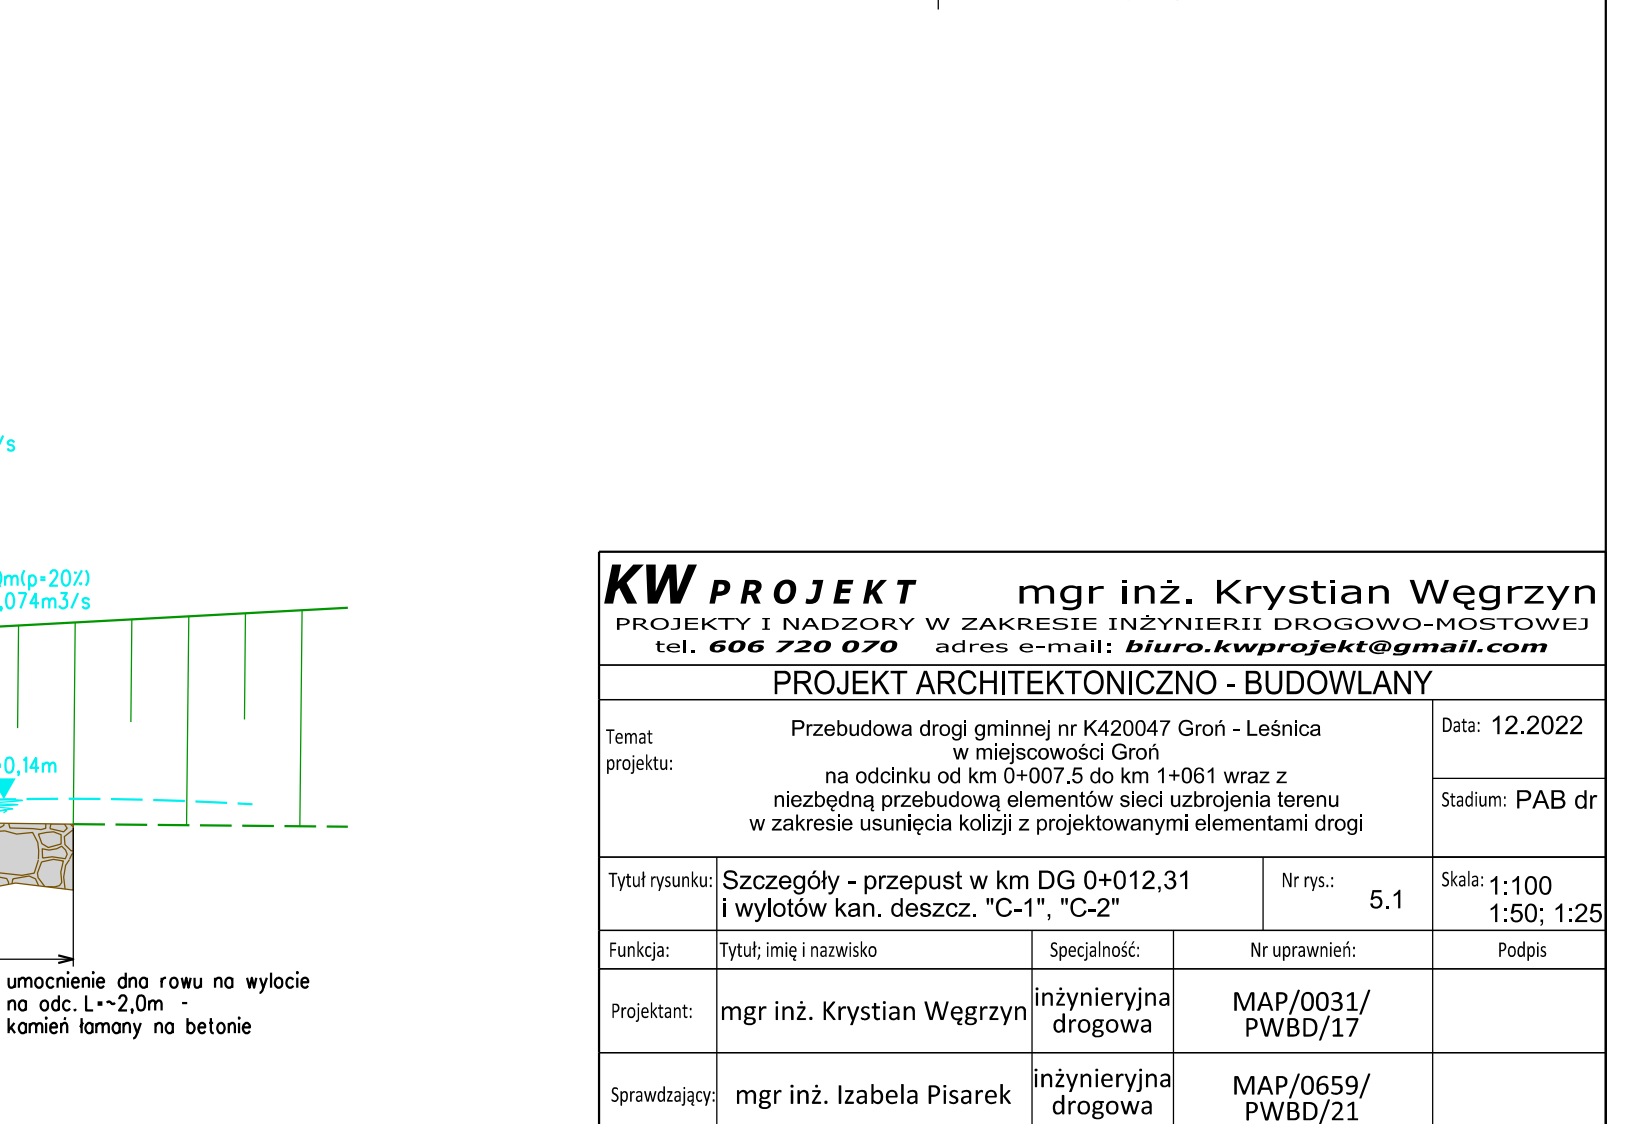 /s
m(p=20%)
,074m3/s
0,14m
umocnienie dna rowu na wylocie
na odc. L=~2,0m -
kamień łamany na betonie
KW PROJEKT mgr inż. Krystian Węgrzyn
PROJEKTY I NADZORY W ZAKRESIE INŻYNIERII DROGOWO-MOSTOWEJ
tel. 606 720 070 adres e-mail: biuro.kwprojekt@gmail.com
PROJEKT ARCHITEKTONICZNO - BUDOWLANY
Temat
projektu:
Przebudowa drogi gminnej nr K420047 Groń - Leśnica
w miejscowości Groń
na odcinku od km 0+007.5 do km 1+061 wraz z
niezbędną przebudową elementów sieci uzbrojenia terenu
w zakresie usunięcia kolizji z projektowanymi elementami drogi
Data: 12.2022
Stadium: PAB dr
Tytuł rysunku:
Szczegóły - przepust w km DG 0+012,31
i wylotów kan. deszcz. "C-1", "C-2"
Nr rys.: 5.1
Skala: 1:100
1:50; 1:25
Funkcja: Tytuł; imię i nazwisko Specjalność: Nr uprawnień: Podpis
Projektant: mgr inż. Krystian Węgrzyn
inżynieryjna
drogowa
MAP/0031/
PWBD/17
Sprawdzający: mgr inż. Izabela Pisarek
inżynieryjna
drogowa
MAP/0659/
PWBD/21